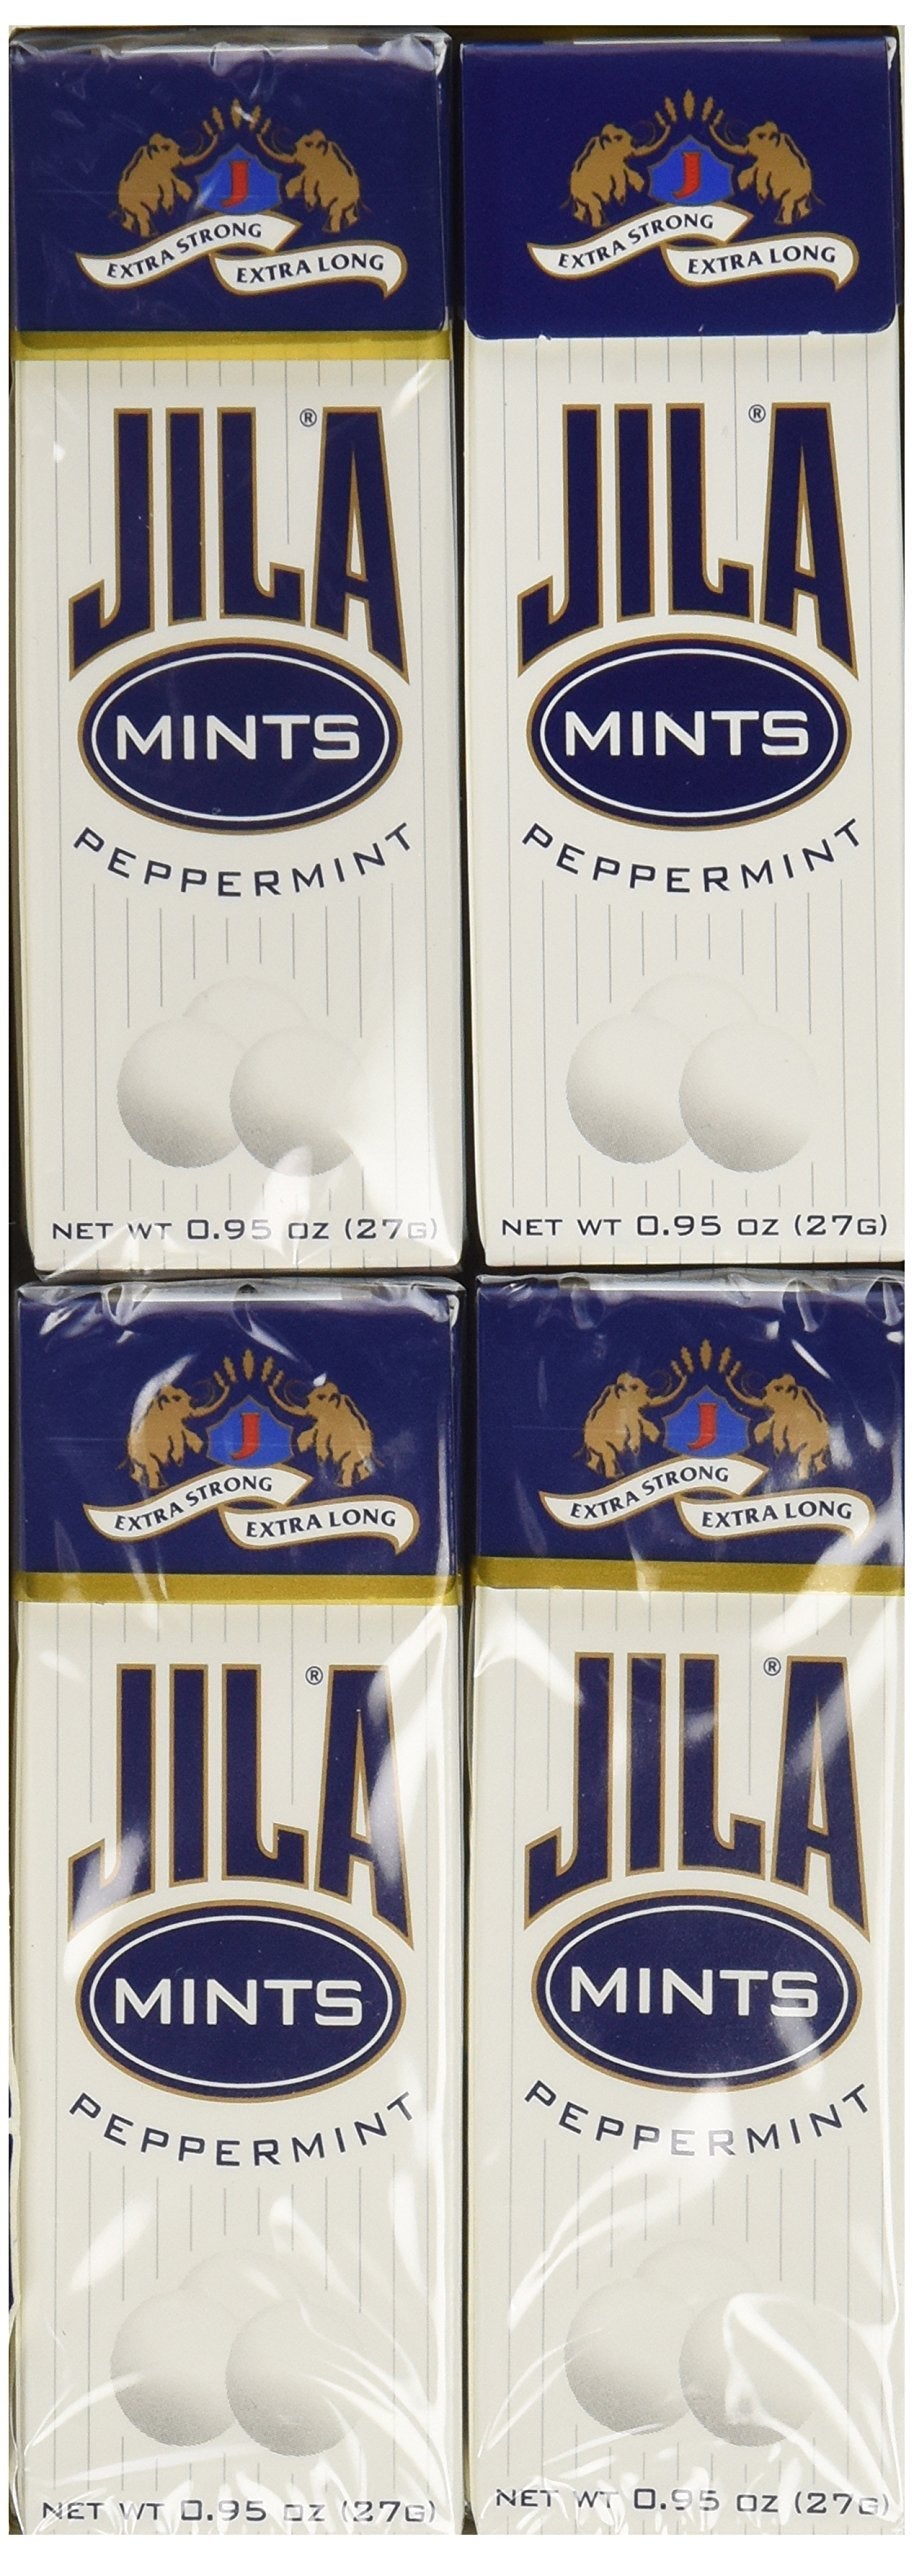 J
EXTRA STRONG
EXTRA LONG
JILA®
MINTS
PEPPERMINT
NET WT 0.95 OZ (27G)
J
EXTRA STRONG
EXTRA LONG
JILA®
MINTS
PEPPERMINT
NET WT 0.95 OZ (27G)
J
EXTRA STRONG
EXTRA LONG
JILA®
MINTS
PEPPERMINT
NET WT 0.95 OZ (27G)
J
EXTRA STRONG
EXTRA LONG
JILA®
MINTS
PEPPERMINT
NET WT 0.95 OZ (27G)